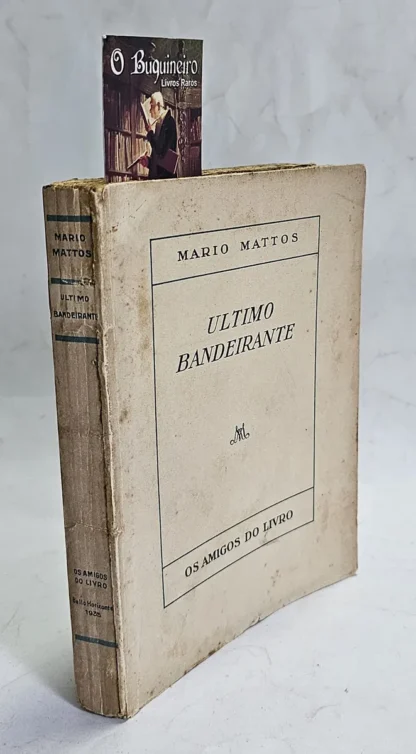 O Buquineiro
Livros Raros
MARIO
MATTOS
ULTIMO
BANDEIRANTE
OS AMIGOS
DO LIVRO
Bello Horizonte
MARIO MATTOS
ULTIMO
BANDEIRANTE
OS AMIGOS DO LIVRO